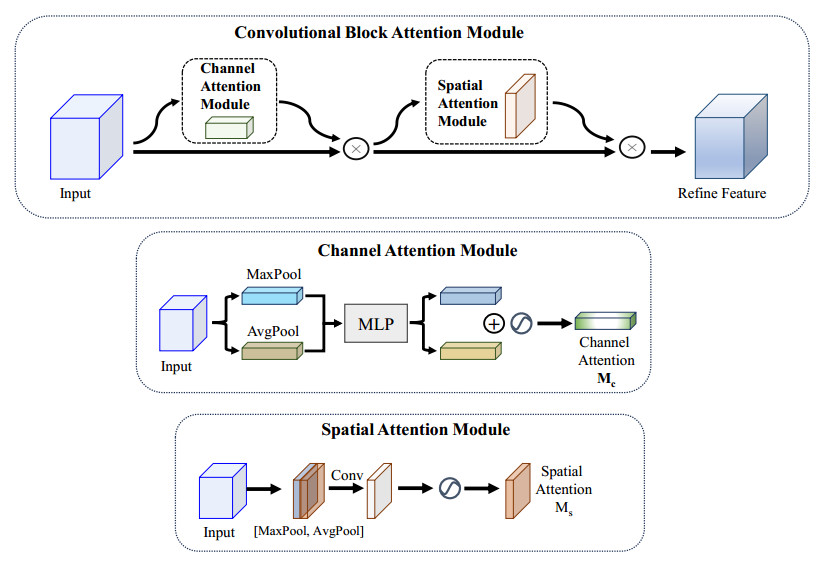 Convolutional Block Attention Module
Channel
Attention
Module
Spatial
Attention
Module
Input
Refine Feature
Channel Attention Module
MaxPool
AvgPool
MLP
Input
Channel
Attention
Mc
Spatial Attention Module
Conv
Input
[MaxPool, AvgPool]
Spatial
Attention
Ms